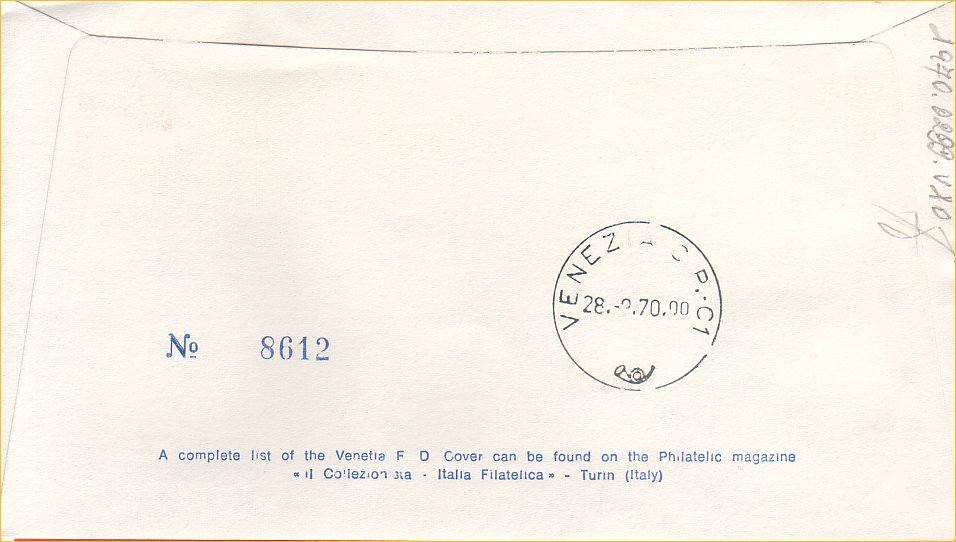 VENEZIA C.P.:C1
28.-9.70.00
№ 8612
A complete list of the Venetia F D Cover can be found on the Philatelic magazine
« Il Collezionista - Italia Filatelica » - Turin (Italy)